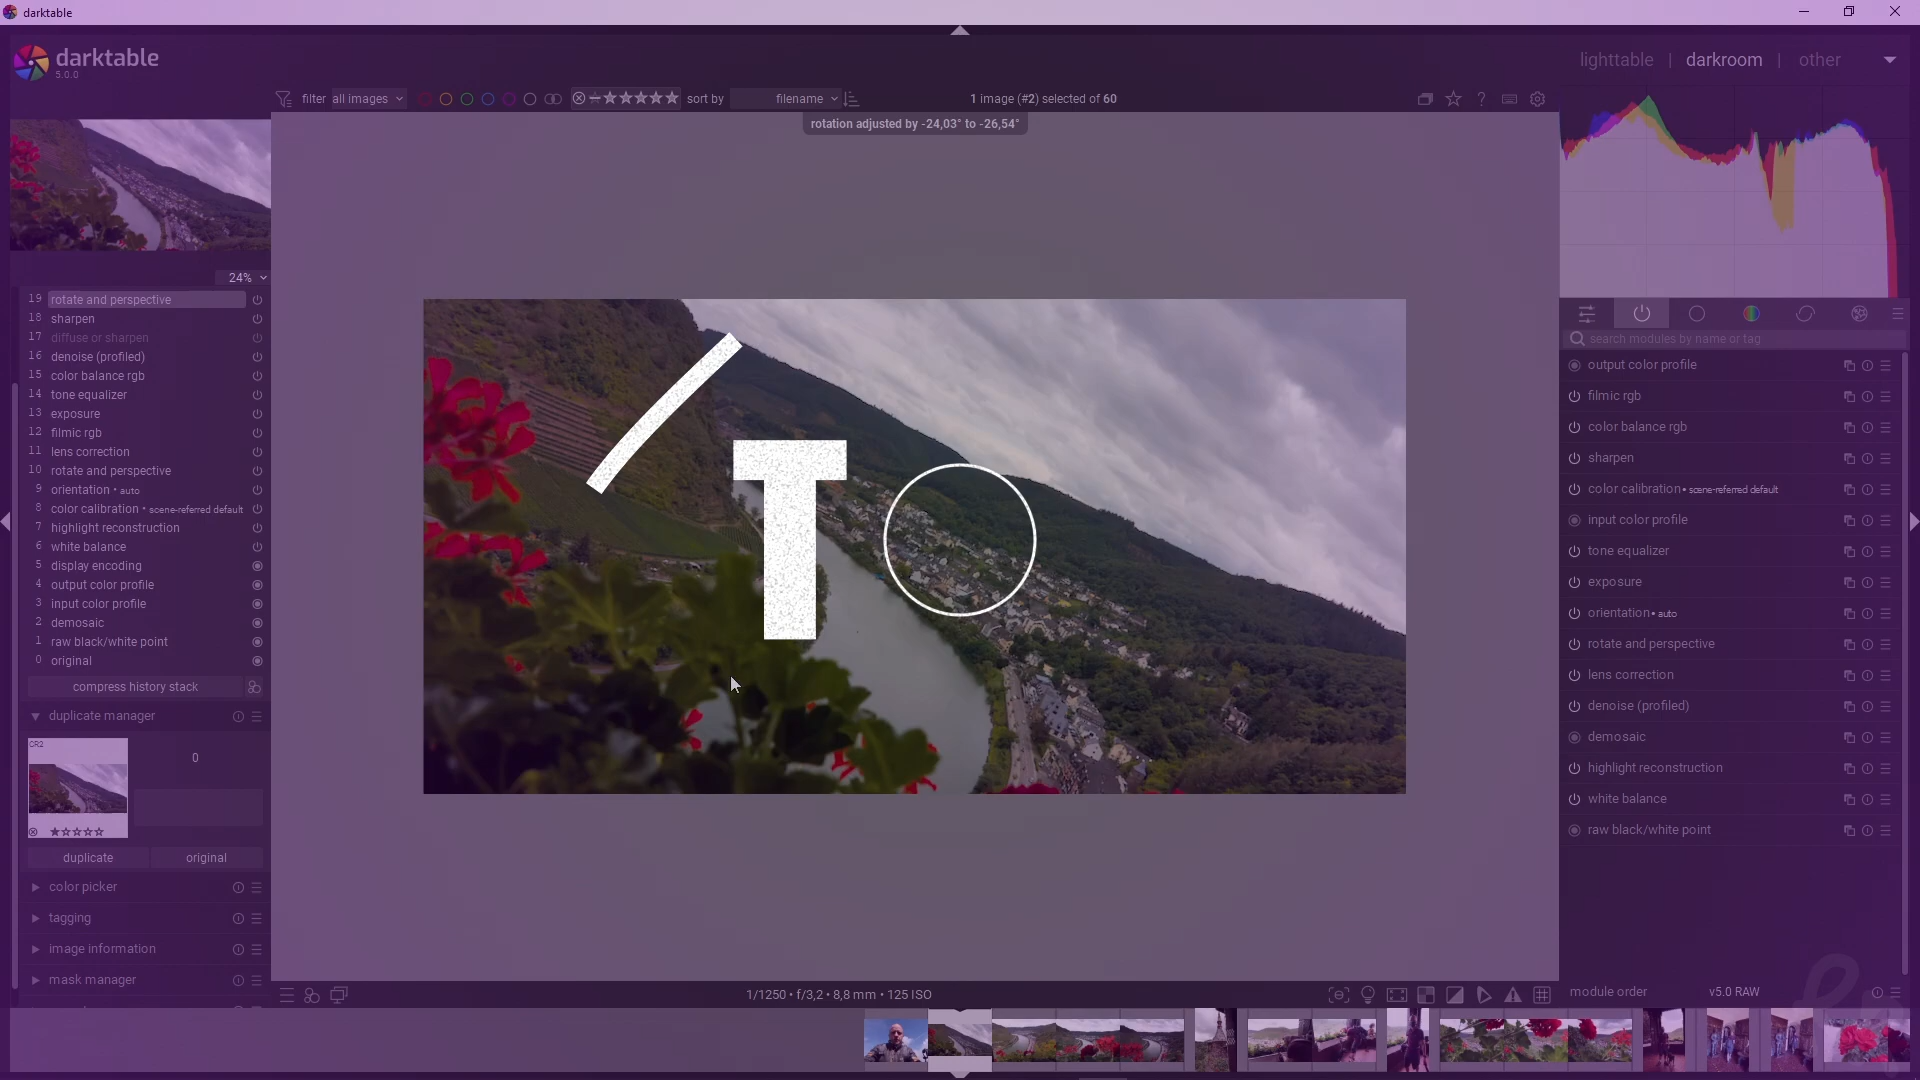 darktable
darktable
5.0.0
lighttable | darkroom | other
filter all images sort by filename
1 image (#2) selected of 60
rotation adjusted by -24,03° to -26,54°
24%
19 rotate and perspective
18 sharpen
17 diffuse or sharpen
16 denoise (profiled)
15 color balance rgb
14 tone equalizer
13 exposure
12 filmic rgb
11 lens correction
10 rotate and perspective
9 orientation • auto
8 color calibration • scene-referred default
7 highlight reconstruction
6 white balance
5 display encoding
4 output color profile
3 input color profile
2 demosaic
1 raw black/white point
0 original
compress history stack
duplicate manager
CR2
0
duplicate original
color picker
tagging
image information
mask manager
T
1/1250 • f/3,2 • 8,8 mm • 125 ISO
search modules by name or tag
output color profile
filmic rgb
color balance rgb
sharpen
color calibration • scene-referred default
input color profile
tone equalizer
exposure
orientation • auto
rotate and perspective
lens correction
denoise (profiled)
demosaic
highlight reconstruction
white balance
raw black/white point
module order v5.0 RAW